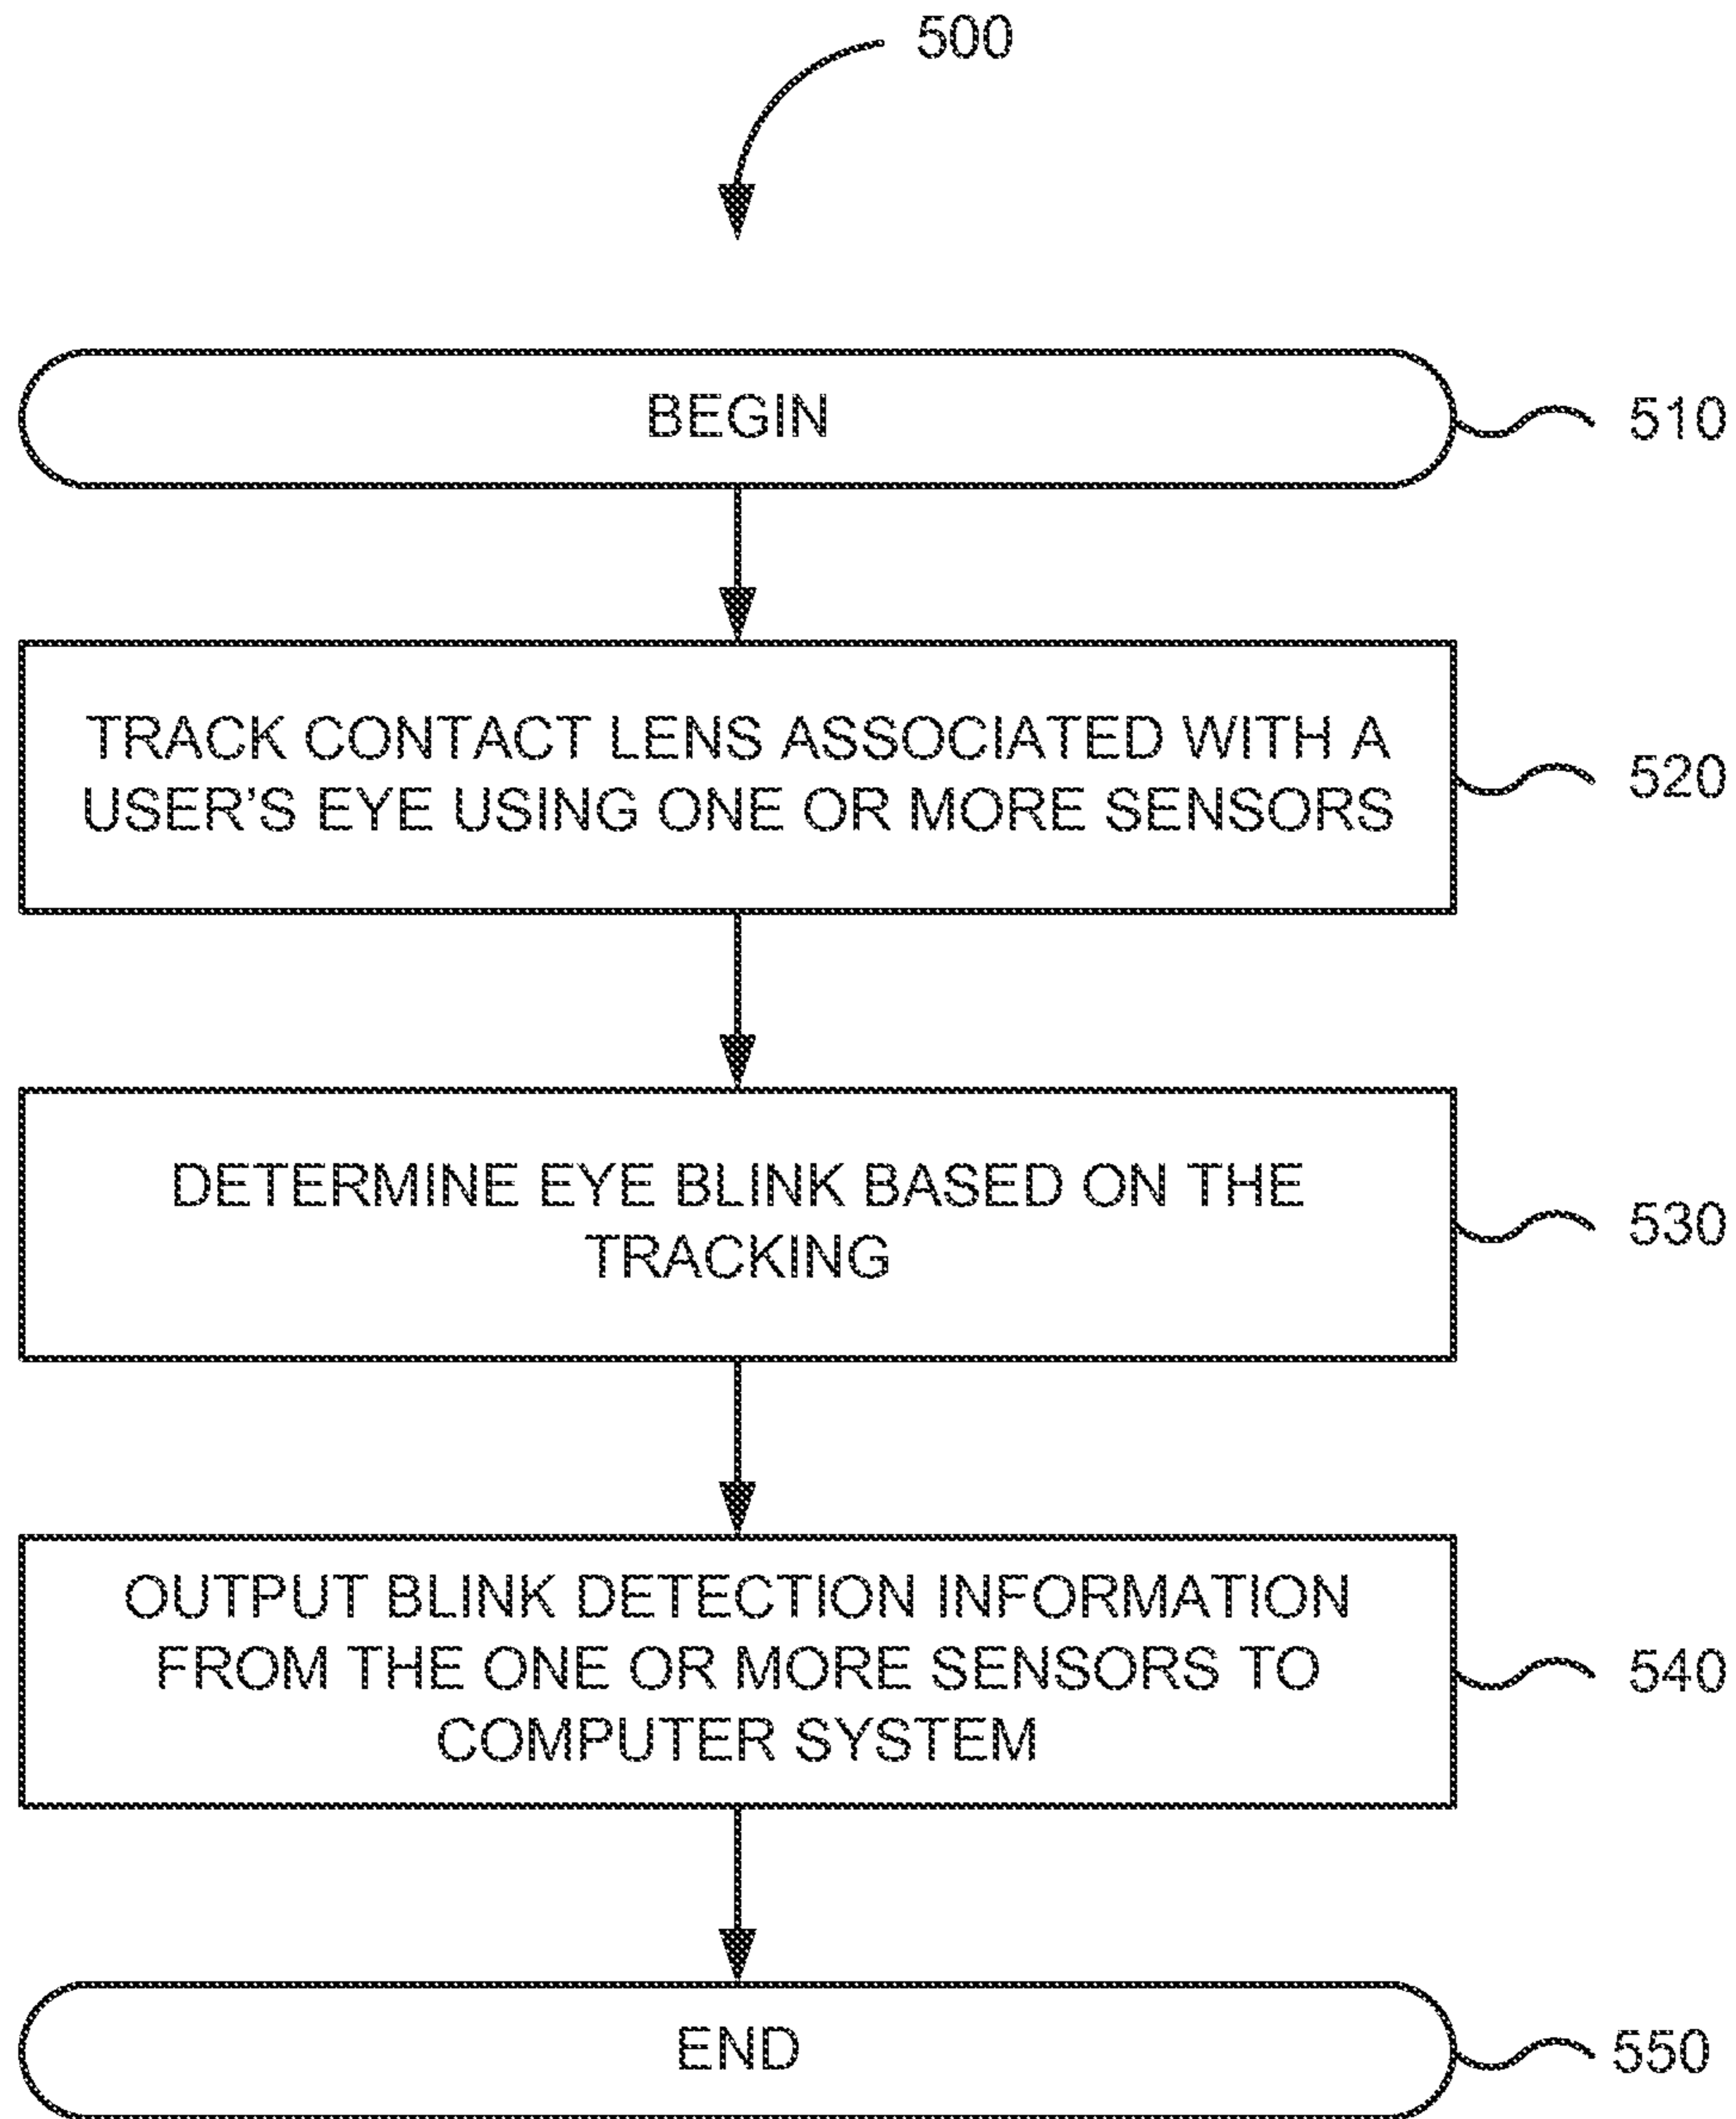 500
BEGIN
510
TRACK CONTACT LENS ASSOCIATED WITH A
USER'S EYE USING ONE OR MORE SENSORS
520
DETERMINE EYE BLINK BASED ON THE
TRACKING
530
OUTPUT BLINK DETECTION INFORMATION
FROM THE ONE OR MORE SENSORS TO
COMPUTER SYSTEM
540
END
550